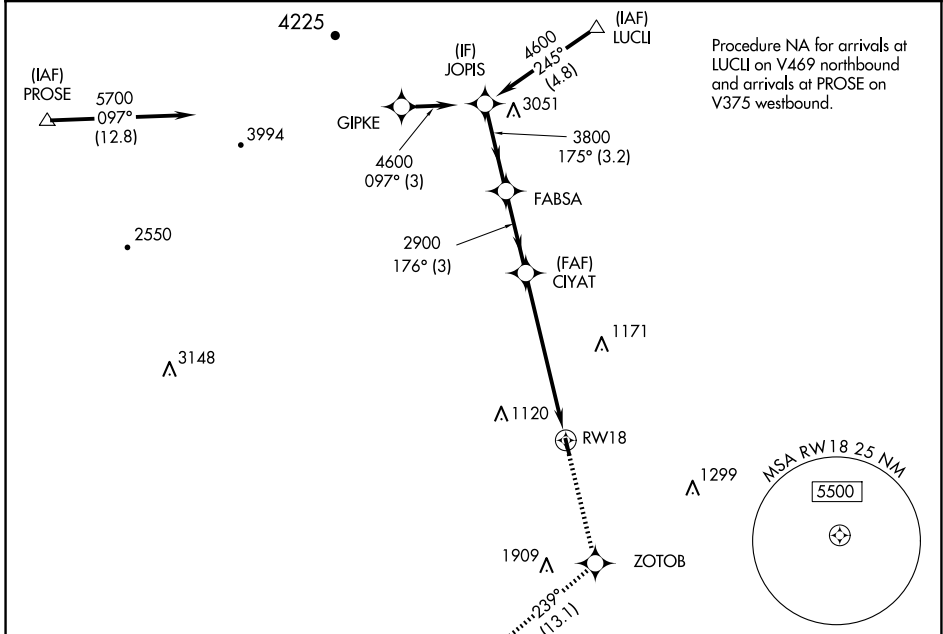 4225
(IAF)
LUCLI
4600
245°
(4.8)
(IF)
JOPIS
Procedure NA for arrivals at
LUCLI on V469 northbound
and arrivals at PROSE on
V375 westbound.
(IAF)
PROSE
5700
097°
(12.8)
GIPKE
3051
3994
3800
175° (3.2)
4600
097° (3)
FABSA
2550
2900
176° (3)
(FAF)
CIYAT
1171
3148
1120
RW18
MSA RW18 25 NM
5500
1299
1909
ZOTOB
239°
(13.1)